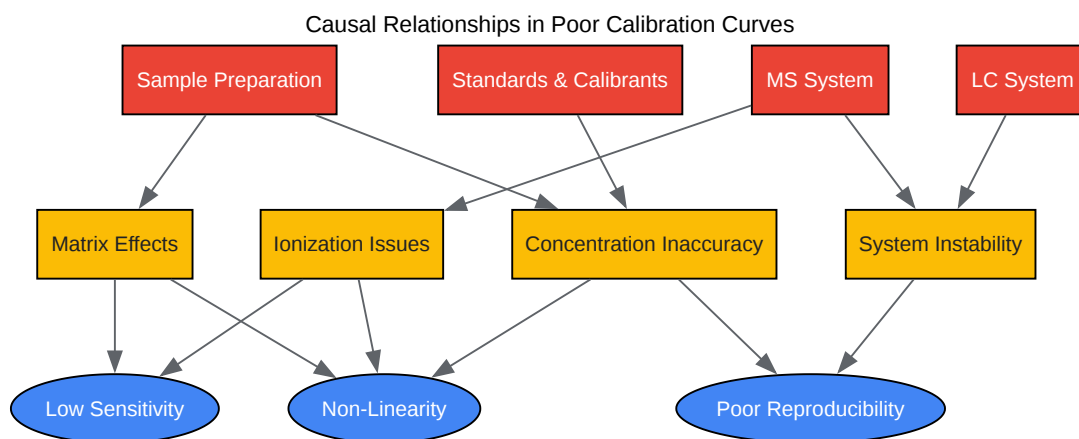 Causal Relationships in Poor Calibration Curves
Sample Preparation
Standards & Calibrants
MS System
LC System
Matrix Effects
Ionization Issues
Concentration Inaccuracy
System Instability
Low Sensitivity
Non-Linearity
Poor Reproducibility